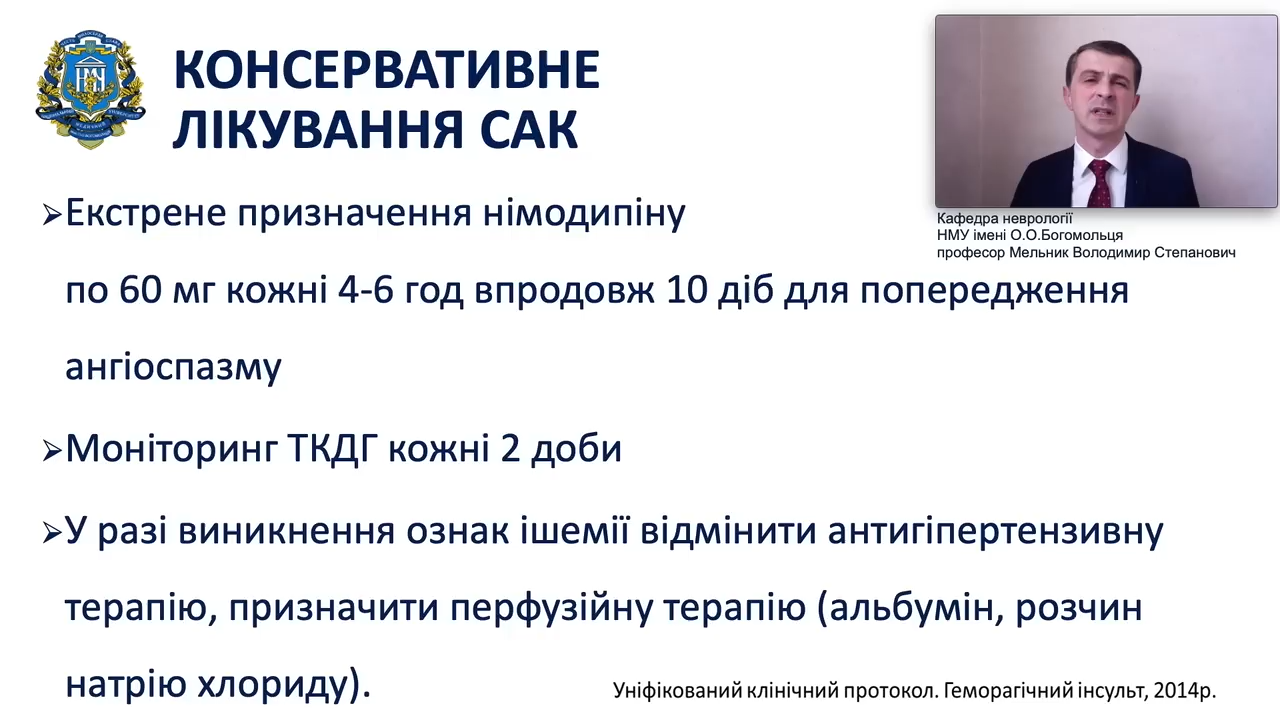 КОНСЕРВАТИВНЕ
ЛІКУВАННЯ САК
➢Екстрене призначення німодипіну
по 60 мг кожні 4-6 год впродовж 10 діб для попередження
ангіоспазму
➢Моніторинг ТКДГ кожні 2 доби
➢У разі виникнення ознак ішемії відмінити антигіпертензивну
терапію, призначити перфузійну терапію (альбумін, розчин
натрію хлориду).
Кафедра неврології
НМУ імені О.О.Богомольця
професор Мельник Володимир Степанович
Уніфікований клінічний протокол. Геморагічний інсульт, 2014р.